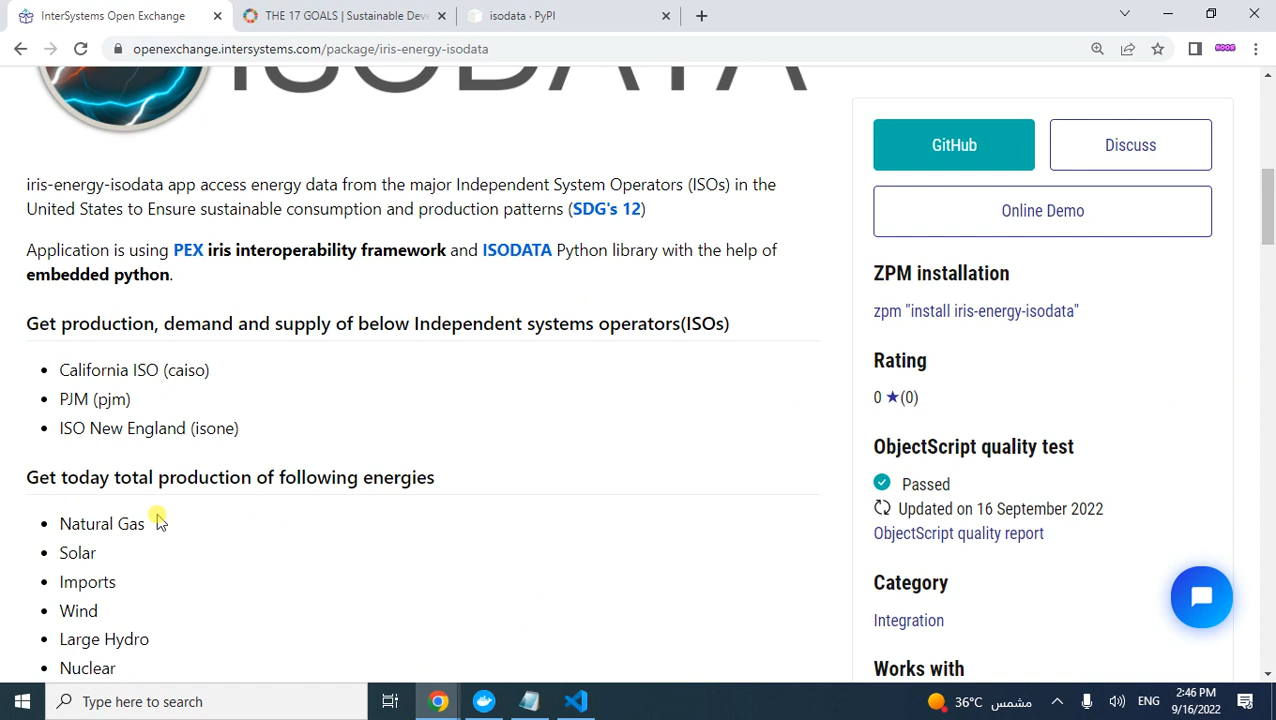 InterSystems Open Exchange
THE 17 GOALS | Sustainable Deve
isodata · PyPI
openexchange.intersystems.com/package/iris-energy-isodata
ISODATA
iris-energy-isodata app access energy data from the major Independent System Operators (ISOs) in the
United States to Ensure sustainable consumption and production patterns (SDG's 12)
Application is using PEX iris interoperability framework and ISODATA Python library with the help of
embedded python.
Get production, demand and supply of below Independent systems operators(ISOs)
• California ISO (caiso)
• PJM (pjm)
• ISO New England (isone)
Get today total production of following energies
• Natural Gas
• Solar
• Imports
• Wind
• Large Hydro
• Nuclear
GitHub
Discuss
Online Demo
ZPM installation
zpm "install iris-energy-isodata"
Rating
0 ★(0)
ObjectScript quality test
Passed
Updated on 16 September 2022
ObjectScript quality report
Category
Integration
Works with
Type here to search
36°C مشمس
ENG
2:46 PM
9/16/2022